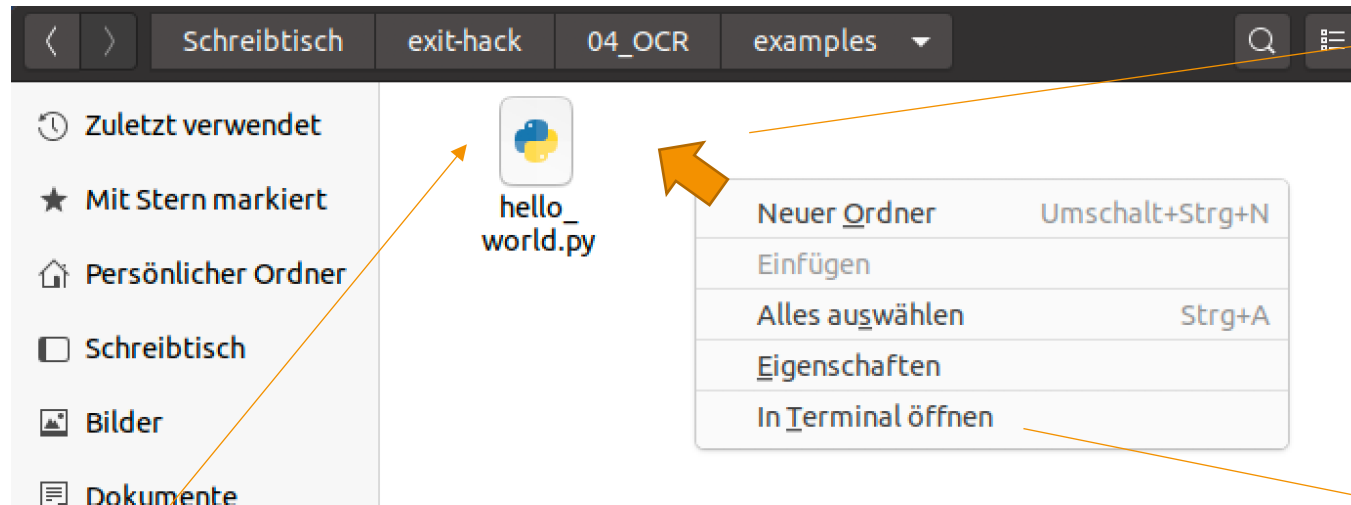 Schreibtisch exit-hack 04_OCR examples
Zuletzt verwendet
Mit Stern markiert
Persönlicher Ordner
Schreibtisch
Bilder
Dokumente
hello_
world.py
Neuer Ordner Umschalt+Strg+N
Einfügen
Alles auswählen Strg+A
Eigenschaften
In Terminal öffnen